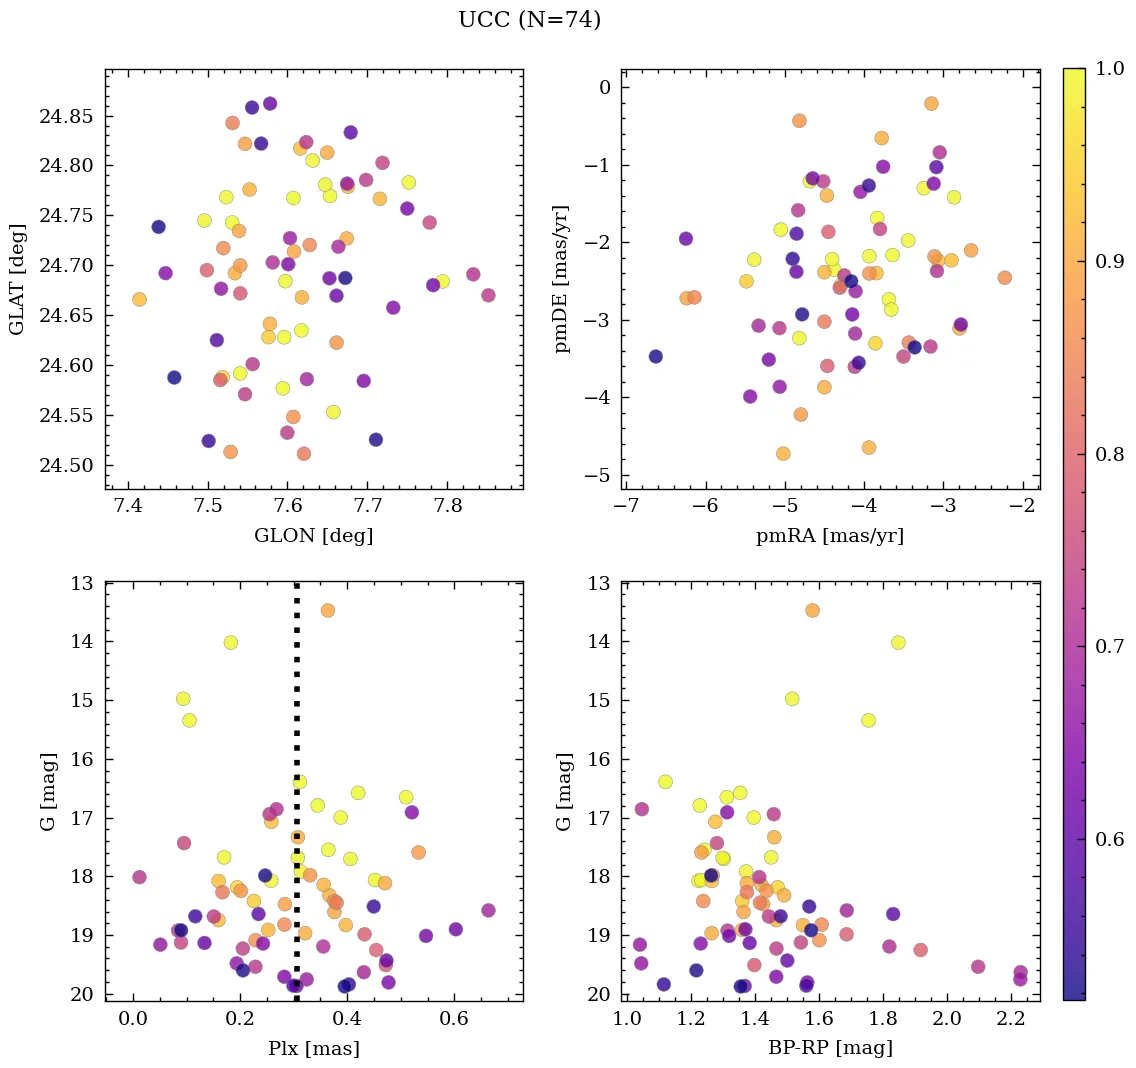 UCC (N=74)
24.85
24.80
24.75
24.70
24.65
24.60
24.55
24.50
GLAT [deg]
7.4 7.5 7.6 7.7 7.8
GLON [deg]
0
−1
−2
−3
−4
−5
pmDE [mas/yr]
−7 −6 −5 −4 −3 −2
pmRA [mas/yr]
1.0
0.9
0.8
0.7
0.6
13
14
15
16
17
18
19
20
G [mag]
0.0 0.2 0.4 0.6
Plx [mas]
13
14
15
16
17
18
19
20
G [mag]
1.0 1.2 1.4 1.6 1.8 2.0 2.2
BP-RP [mag]